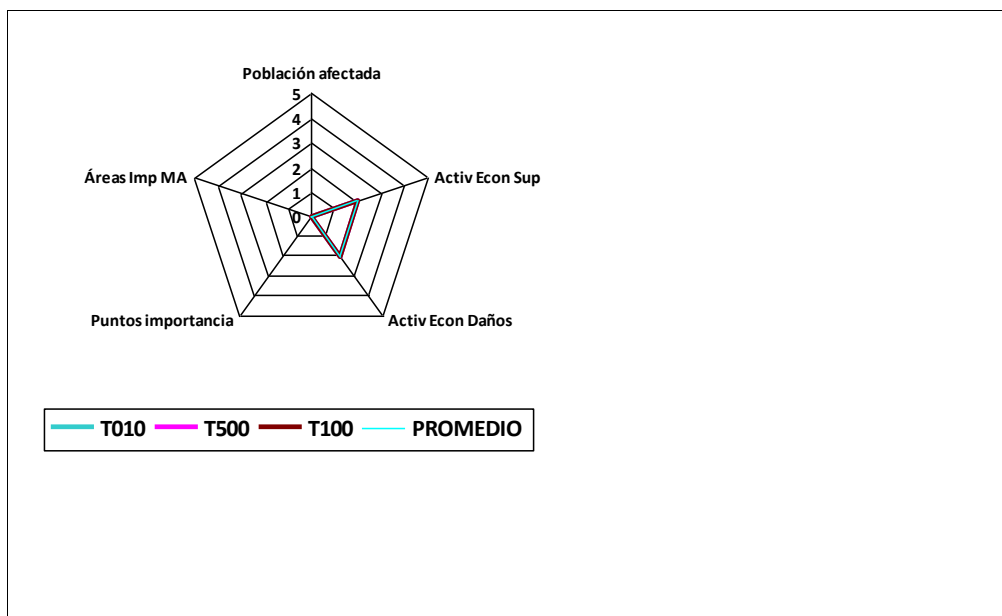 Población afectada
5
4
3
2
1
0
Áreas Imp MA
Activ Econ Sup
Puntos importancia
Activ Econ Daños
T010 T500 T100 PROMEDIO